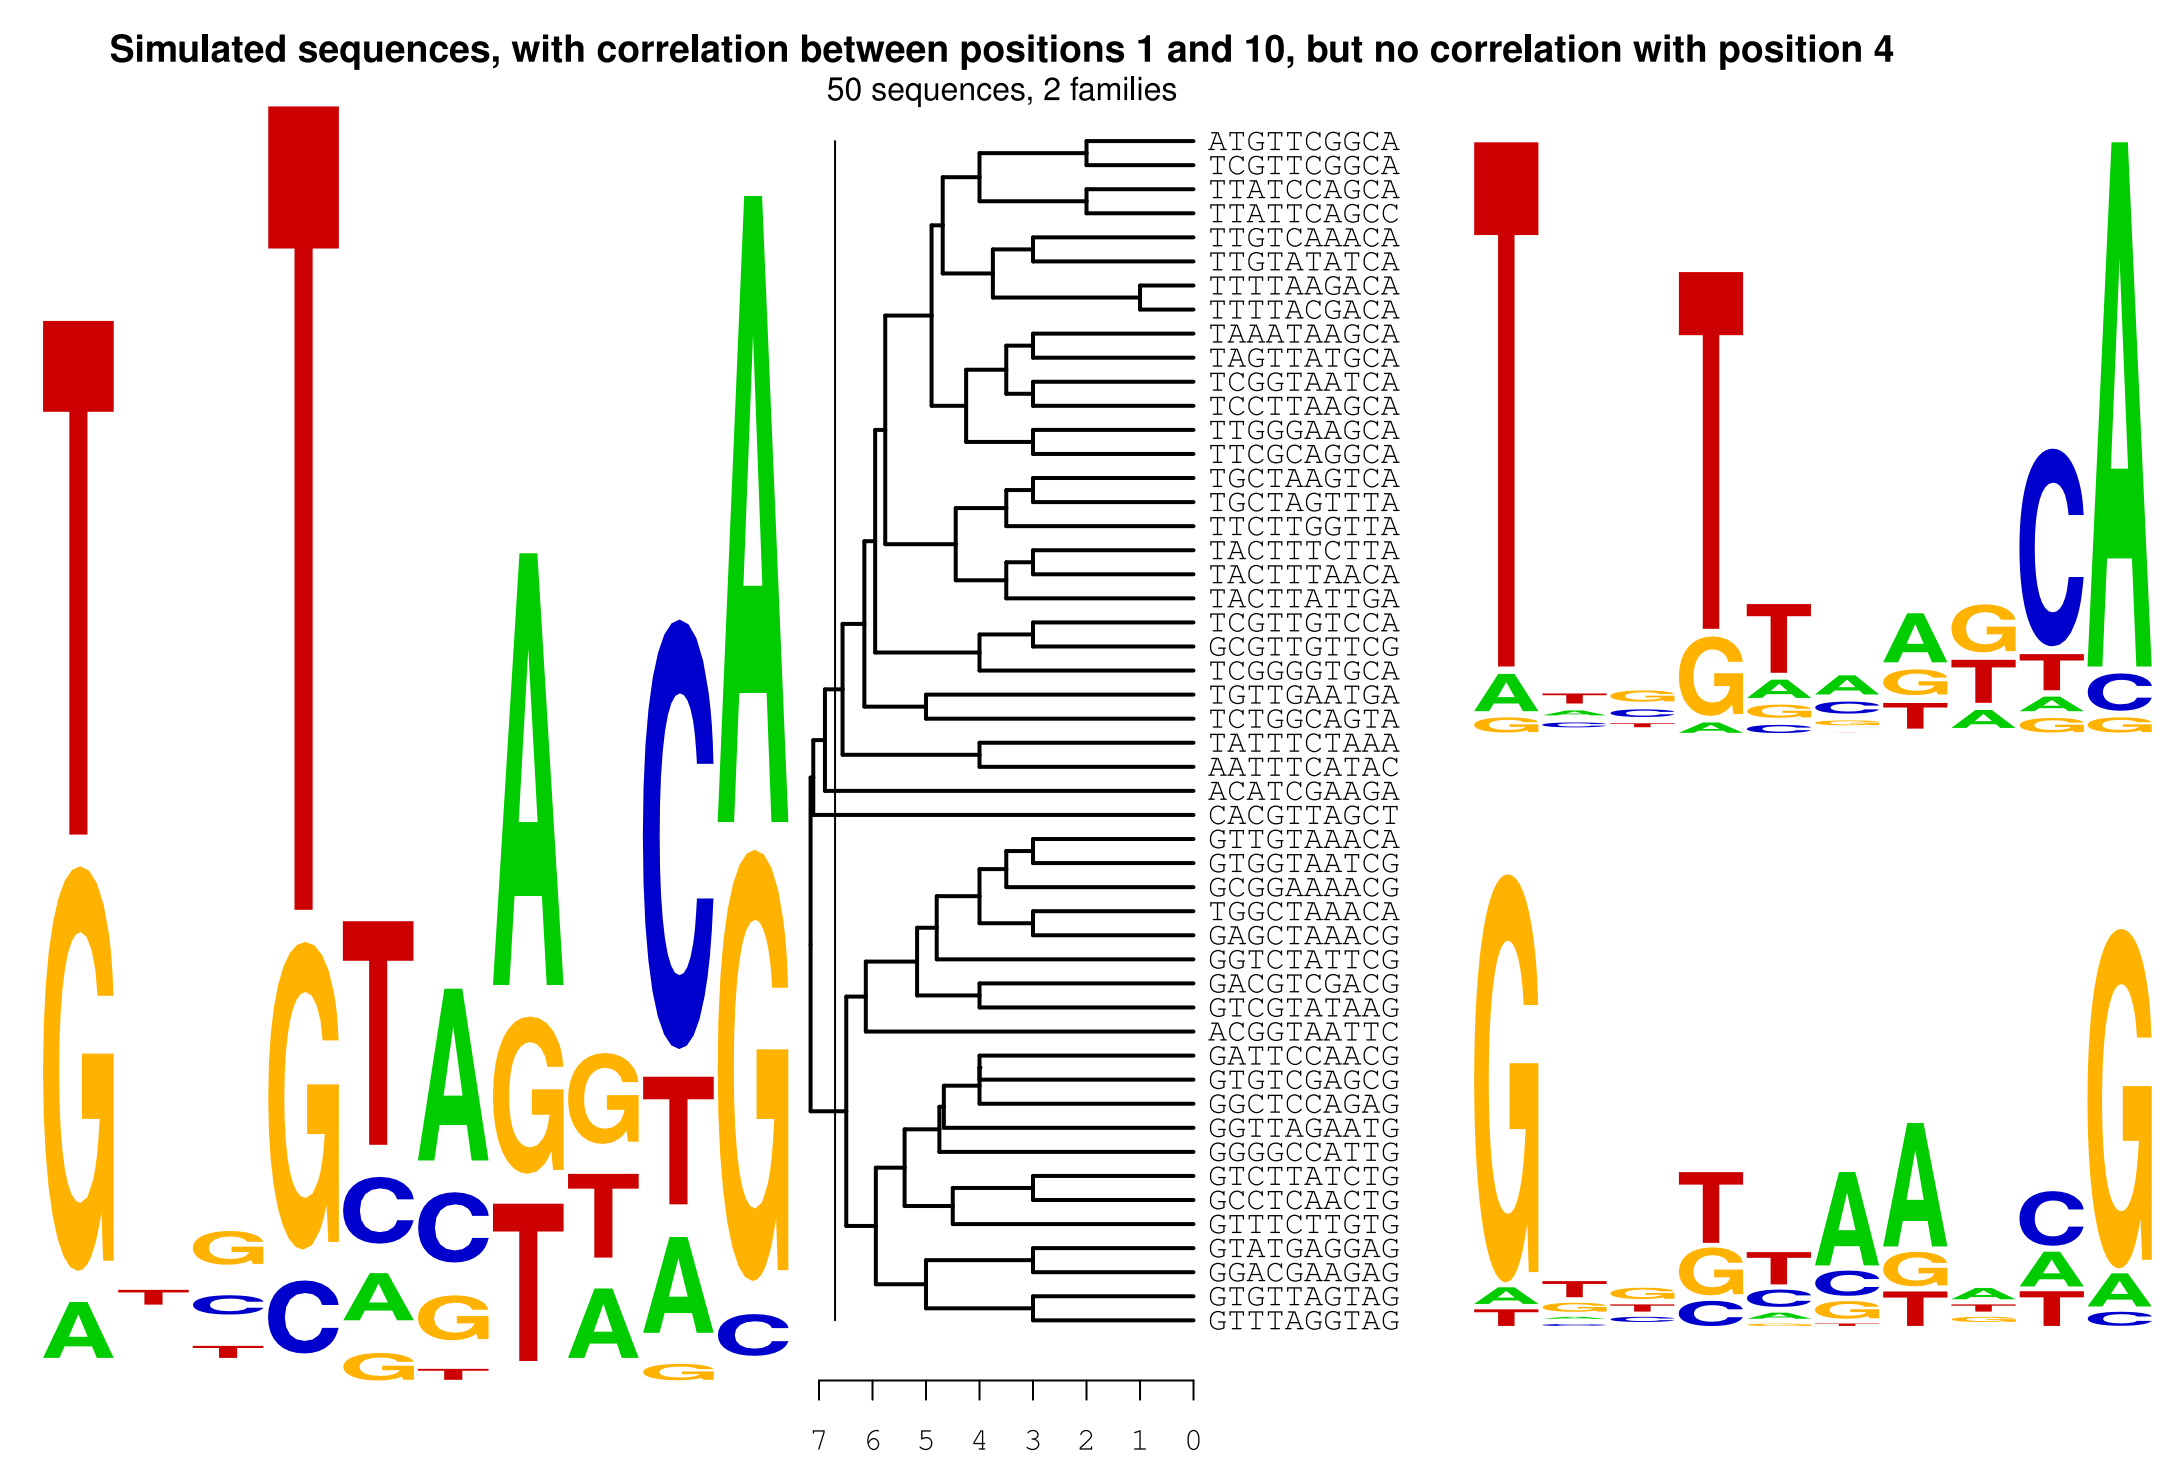 Simulated sequences, with correlation between positions 1 and 10, but no correlation with position 4
50 sequences, 2 families
ATGTTCGGCA
TCGTTCGGCA
TTATCCAGCA
TTATTCAGCC
TTGTCAAACA
TTGTATATCA
TTTTAAGACA
TTTTACGACA
TAAATAAGCA
TAGTTATGCA
TCGGTAATCA
TCCTTAAGCA
TTGGGAAGCA
TTCGCAGGCA
TGCTAAGTCA
TGCTAGTTTA
TTCTTGGTTA
TACTTTCTTA
TACTTTAACA
TACTTATTGA
TCGTTGTCCA
GCGTTGTTCG
TCGGGGTGCA
TGTTGAATGA
TCTGGCAGTA
TATTTCTAAA
AATTTCATAC
ACATCGAAGA
CACGTTAGCT
GTTGTAAACA
GTGGTAATCG
GCGGAAAACG
TGGCTAAACA
GAGCTAAACG
GGTCTATTCG
GACGTCGACG
GTCGTATAAG
ACGGTAATTC
GATTCCAACG
GTGTCGAGCG
GGCTCCAGAG
GGTTAGAATG
GGGGCCATTG
GTCTTATCTG
GCCTCAACTG
GTTTCTTGTG
GTATGAGGAG
GGACGAAGAG
GTGTTAGTAG
GTTTAGGTAG
7 6 5 4 3 2 1 0